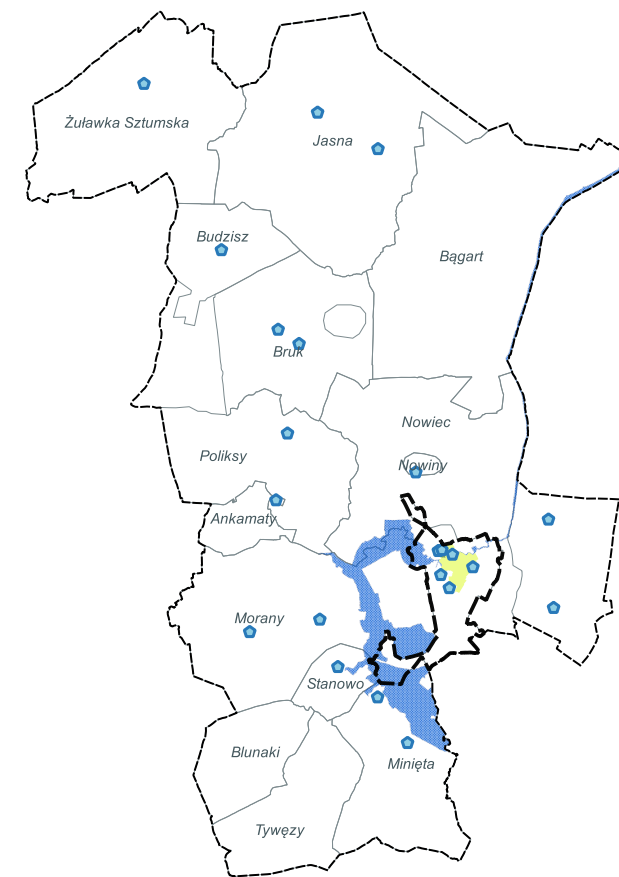 Żuławka Sztumska
Jasna
Budzisz
Bągart
Bruk
Nowiec
Poliksy
Nowiny
Ankamaty
Morany
Stanowo
Blunaki
Minięta
Tywęzy